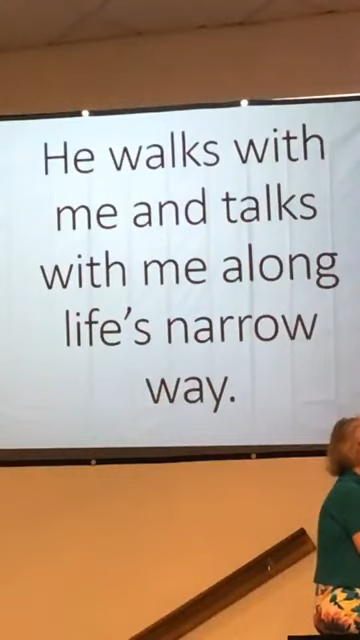 He walks with
me and talks
with me along
life's narrow
way.